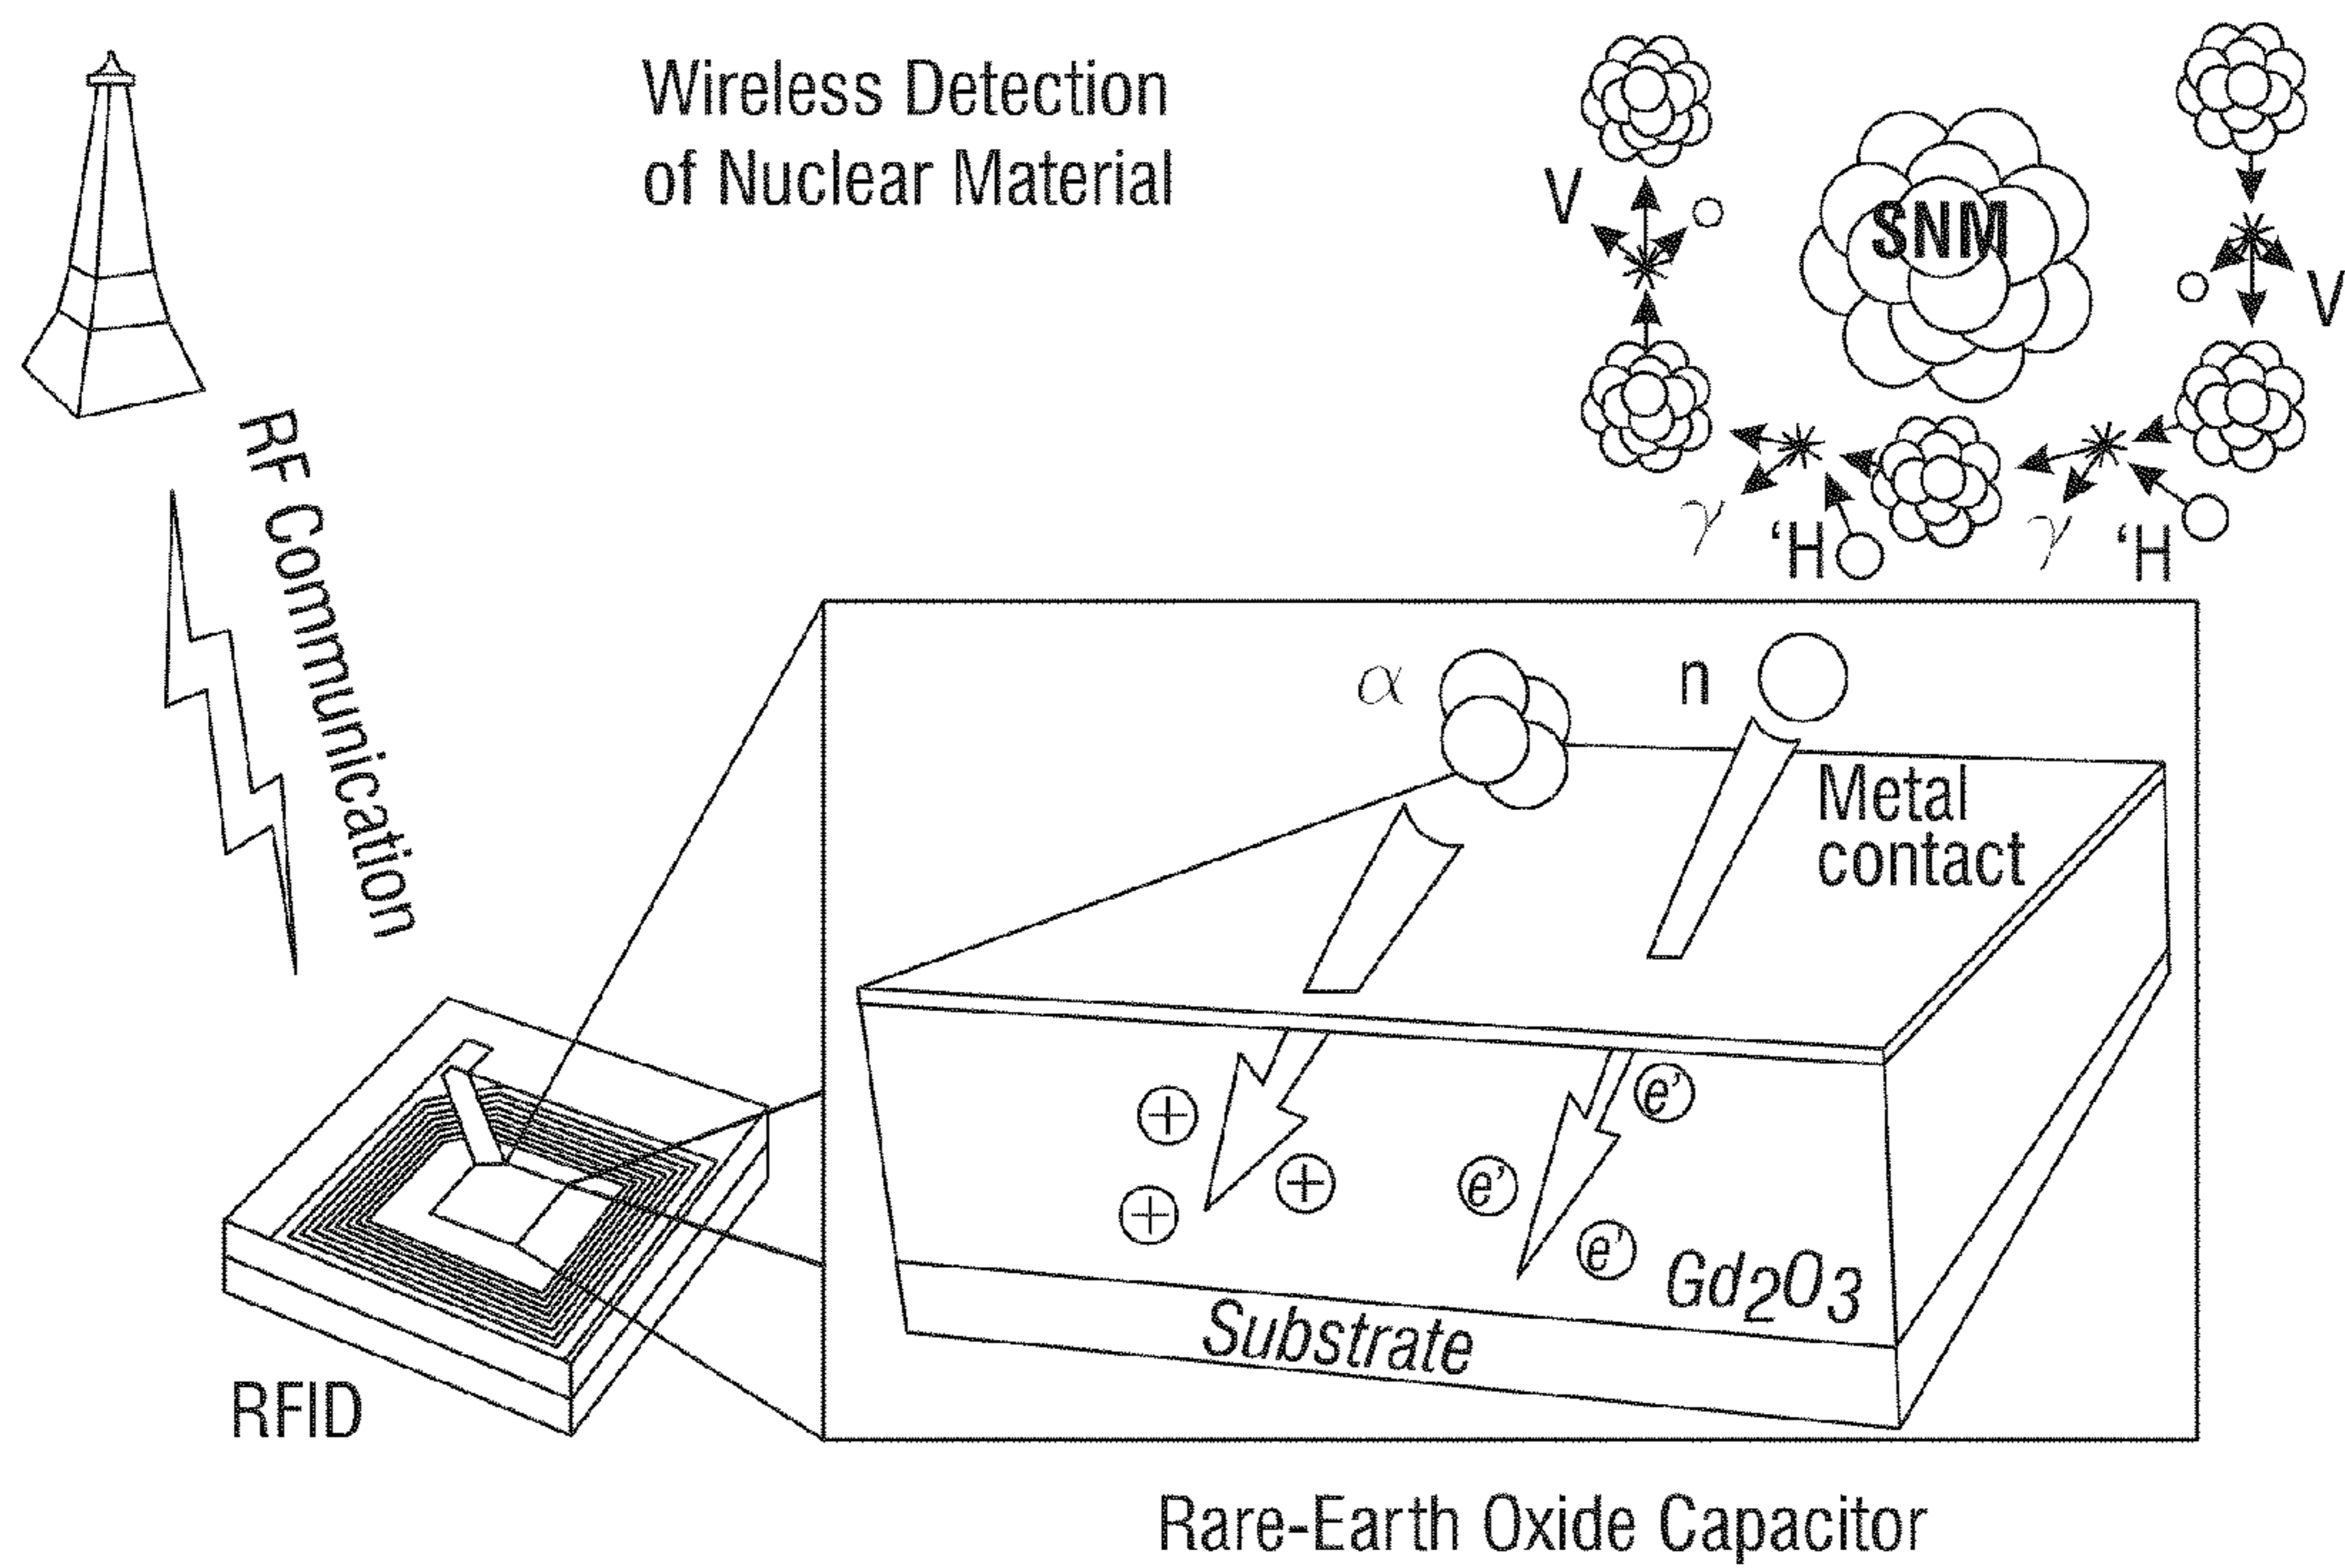 Wireless Detection
of Nuclear Material
V
SNM
V
γ
'H
γ
'H
RF Communication
α
n
Metal
contact
+
+
+
e'
e'
e'
Gd2O3
Substrate
RFID
Rare-Earth Oxide Capacitor